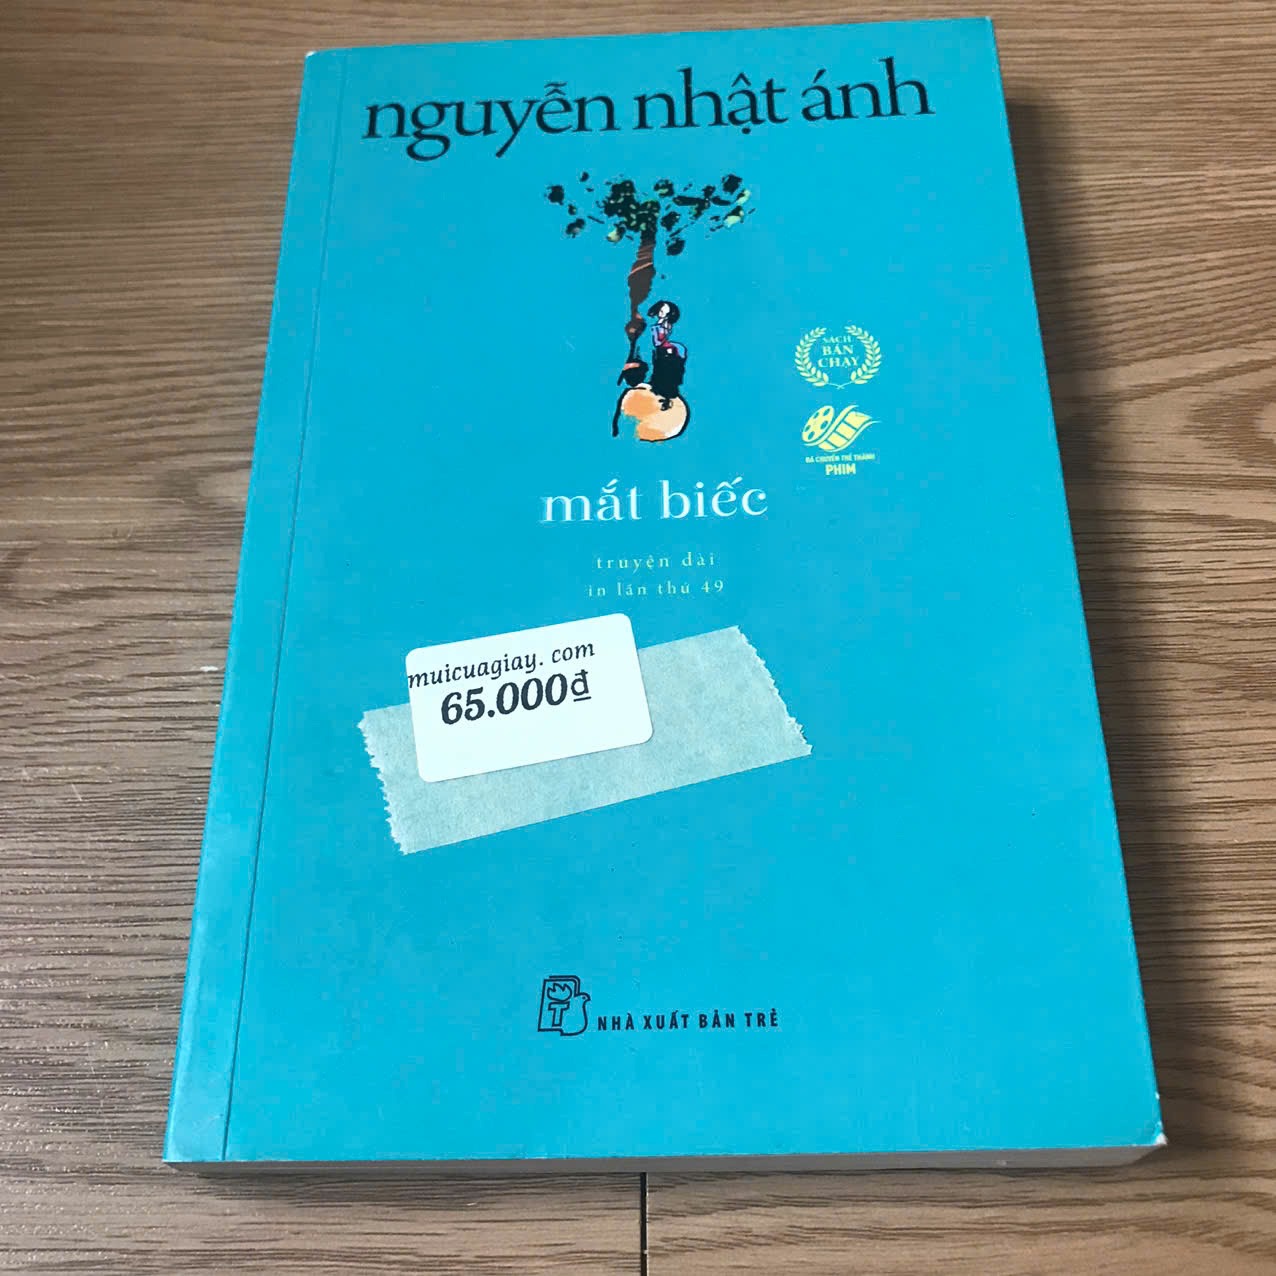 nguyễn nhật ánh
SÁCH
BÁN
CHẠY
ĐÃ CHUYỂN THỂ THÀNH
PHIM
mắt biếc
truyện dài
in lần thứ 49
muicuagiay. com
65.000₫
T
NHÀ XUẤT BẢN TRẺ